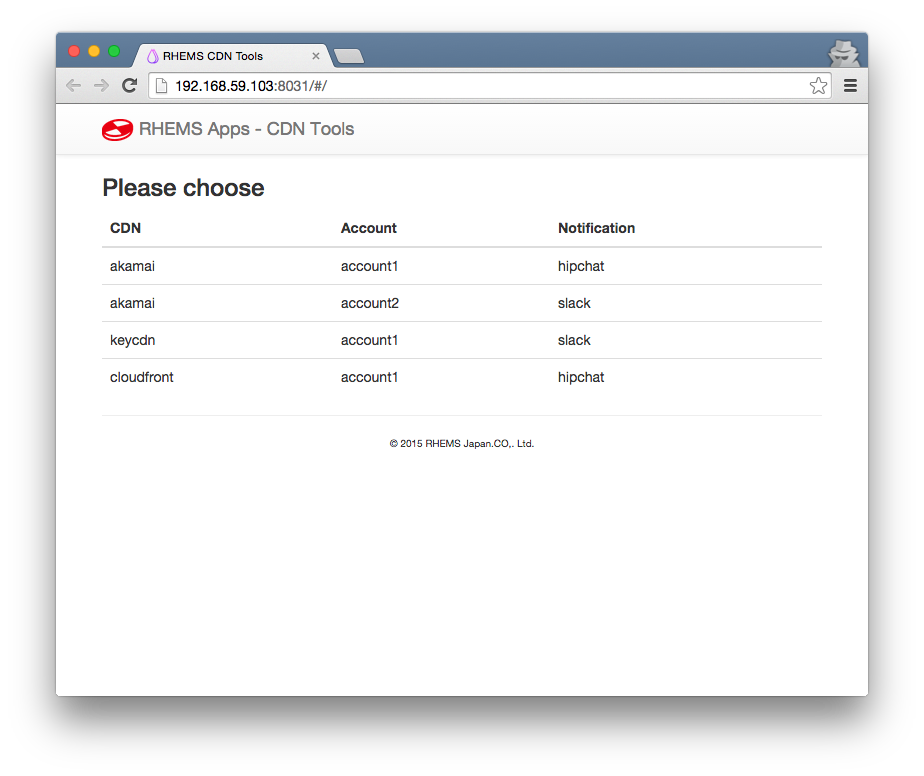 RHEMS CDN Tools
192.168.59.103:8031/#/
RHEMS Apps - CDN Tools
Please choose
CDN Account Notification
akamai account1 hipchat
akamai account2 slack
keycdn account1 slack
cloudfront account1 hipchat
© 2015 RHEMS Japan.CO,. Ltd.